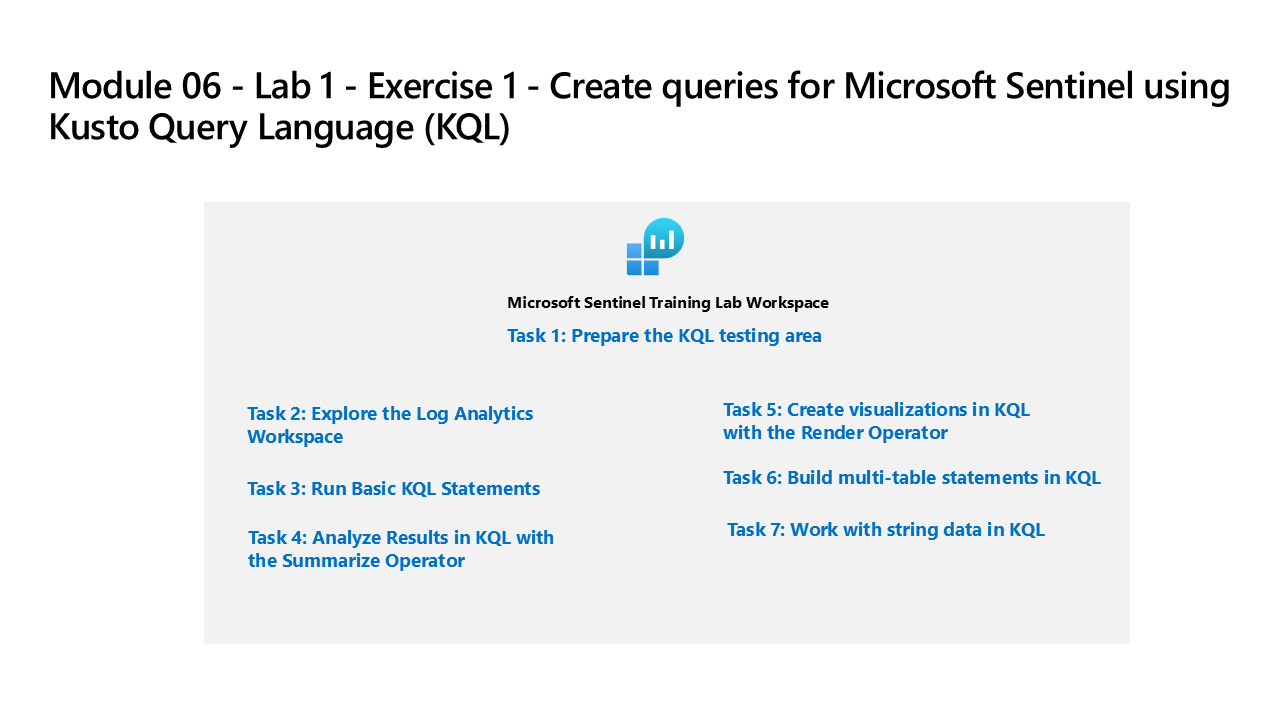 Module 06 - Lab 1 - Exercise 1 - Create queries for Microsoft Sentinel using
Kusto Query Language (KQL)
Microsoft Sentinel Training Lab Workspace
Task 1: Prepare the KQL testing area
Task 2: Explore the Log Analytics
Workspace
Task 3: Run Basic KQL Statements
Task 4: Analyze Results in KQL with
the Summarize Operator
Task 5: Create visualizations in KQL
with the Render Operator
Task 6: Build multi-table statements in KQL
Task 7: Work with string data in KQL